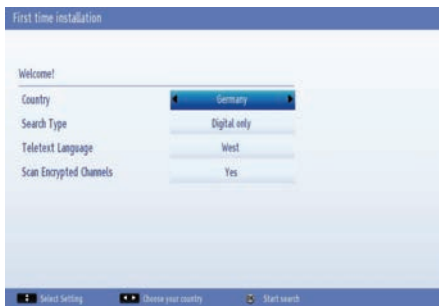 First time installation
Welcome!
Country Germany
Search Type Digital only
Teletext Language West
Scan Encrypted Channels Yes
Select Setting Choose your country Start search